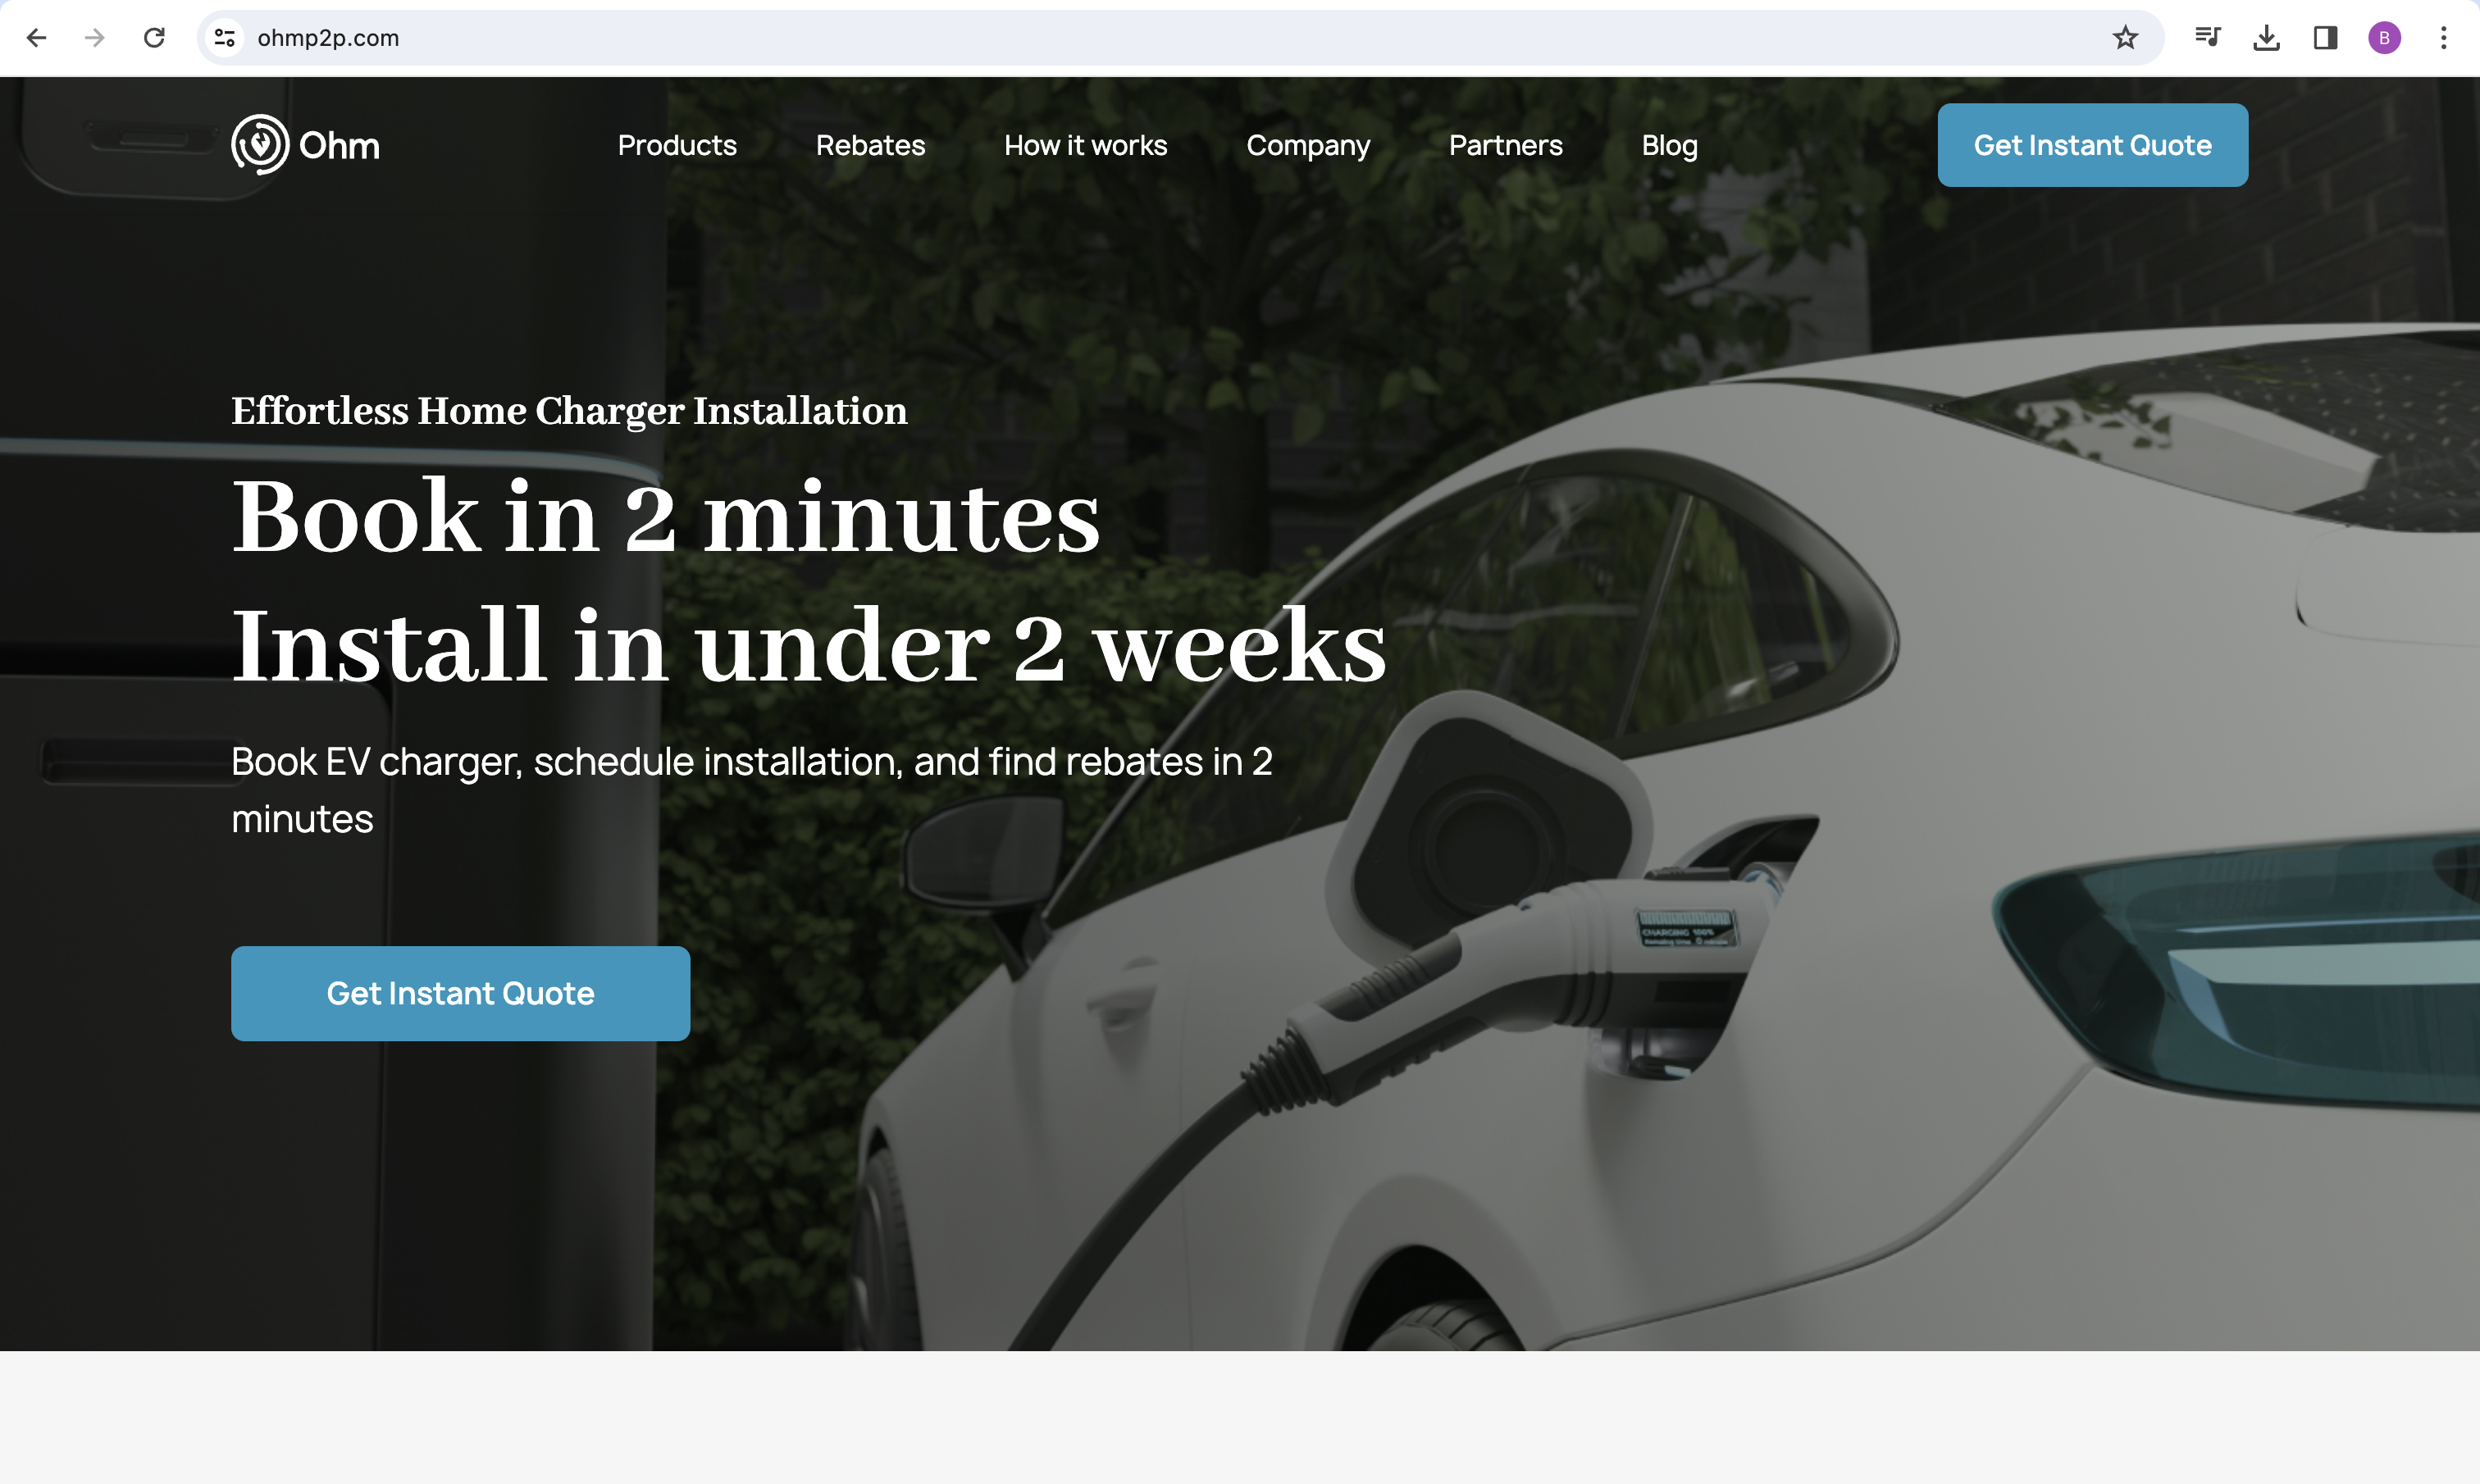 ohmp2p.com
B
Ohm
Products
Rebates
How it works
Company
Partners
Blog
Get Instant Quote
Effortless Home Charger Installation
Book in 2 minutes
Install in under 2 weeks
Book EV charger, schedule installation, and find rebates in 2
minutes
Get Instant Quote
CHARGING 100%